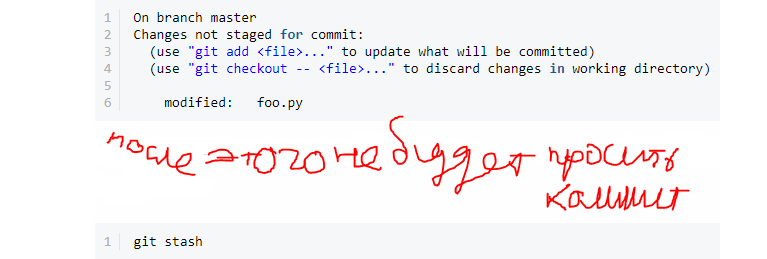 1 On branch master
2 Changes not staged for commit:
3 (use "git add <file>..." to update what will be committed)
4 (use "git checkout -- <file>..." to discard changes in working directory)
5
6 modified: foo.py
после этого не буддет просить
коммит
1 git stash